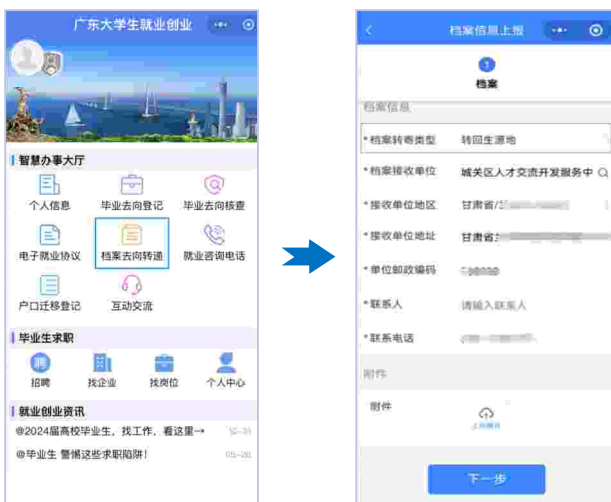 广东大学生就业创业
智慧办事大厅
个人信息
毕业去向登记
毕业去向核查
电子就业协议
档案去向转递
就业咨询电话
户口迁移登记
互动交流
毕业生求职
聘
招聘
找企业
找岗位
个人中心
就业创业资讯
@2024届高校毕业生，找工作，看这里→
@毕业生 警惕这些求职陷阱！
档案信息上报
1
档案
档案信息
*档案转寄类型 转回生源地
*档案接收单位 城关区人才交流开发服务中
*接收单位地区 甘肃省/
*接收单位地址 甘肃省
*单位邮政编码
*联系人 请输入联系人
*联系电话
附件
附件
下一步